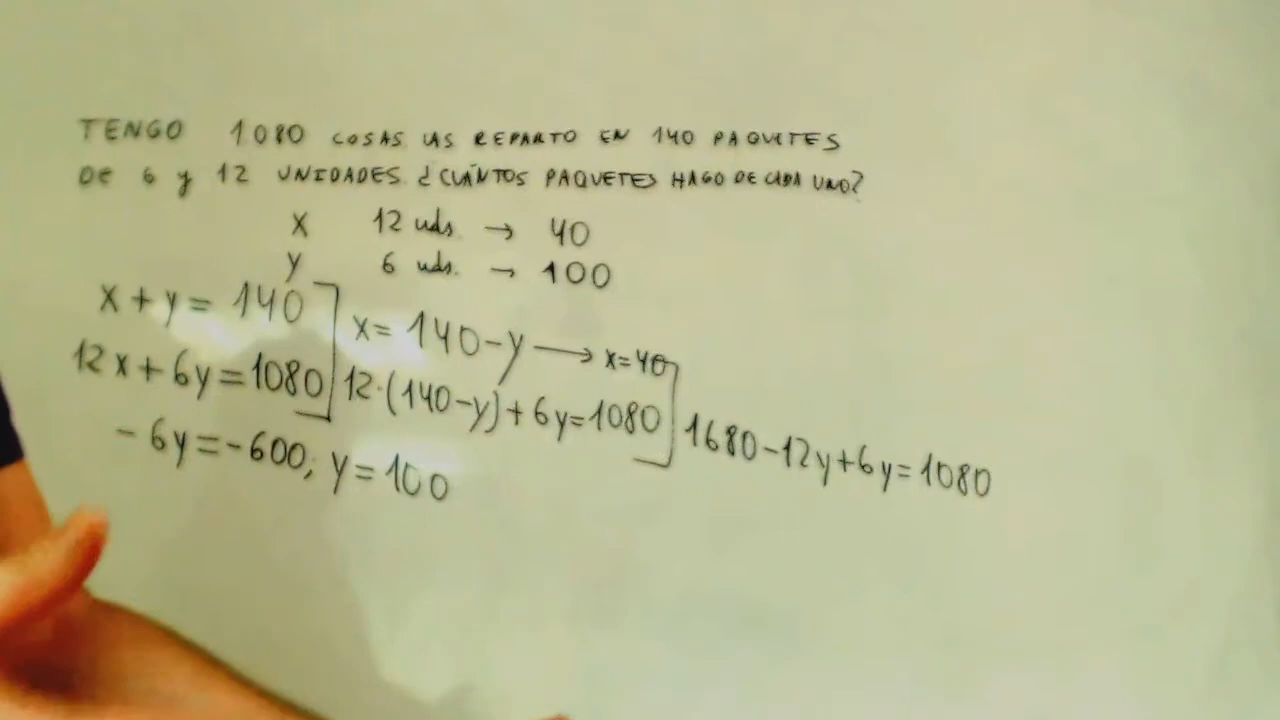 TENGO 1080 COSAS LAS REPARTO EN 140 PAQUETES
DE 6 y 12 UNIDADES ¿CUÁNTOS PAQUETES HAGO DE CADA UNO?
x 12 uds. → 40
y 6 uds. → 100
x + y = 140
12x + 6y = 1080
x = 140 - y → x = 40
12·(140 - y) + 6y = 1080
1680 - 12y + 6y = 1080
- 6y = - 600; y = 100